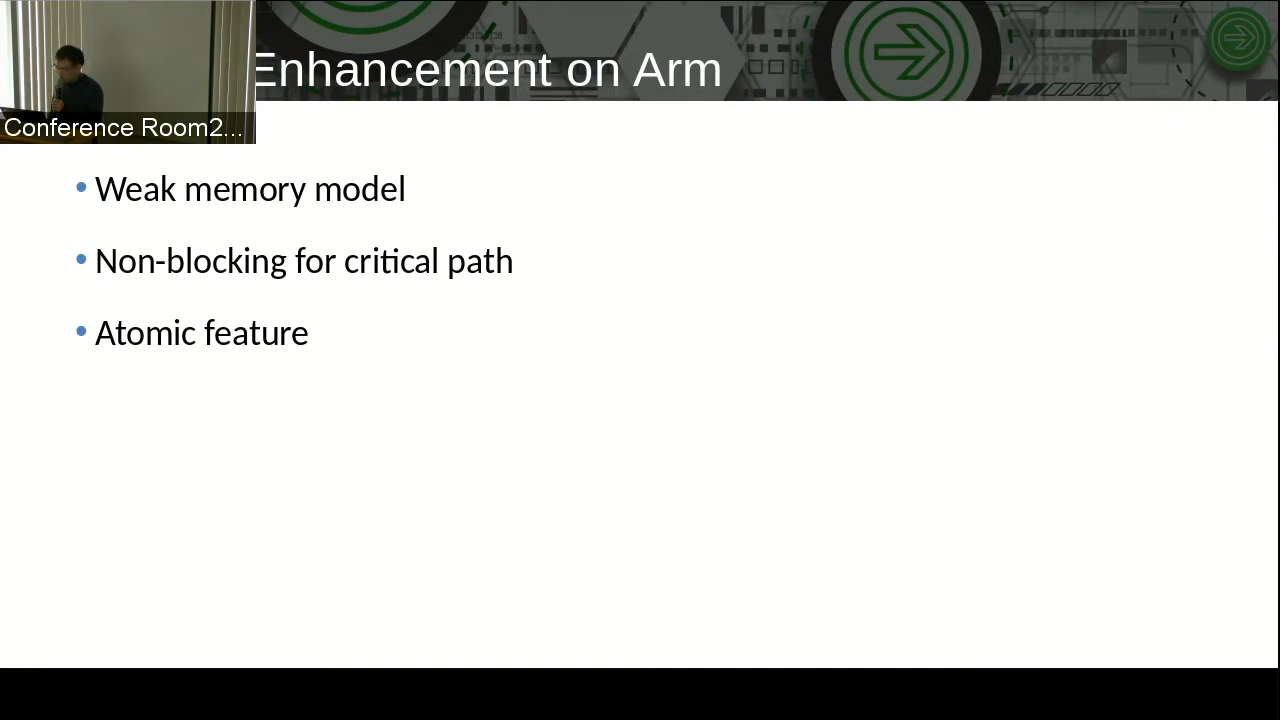 Enhancement on Arm
Conference Room2...
• Weak memory model
• Non-blocking for critical path
• Atomic feature